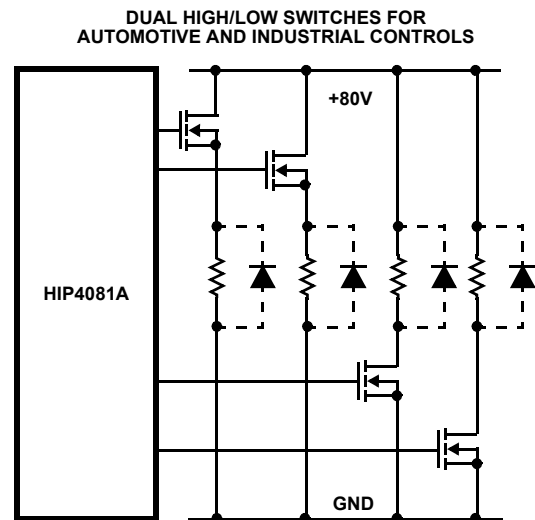 DUAL HIGH/LOW SWITCHES FOR
AUTOMOTIVE AND INDUSTRIAL CONTROLS
+80V
HIP4081A
GND